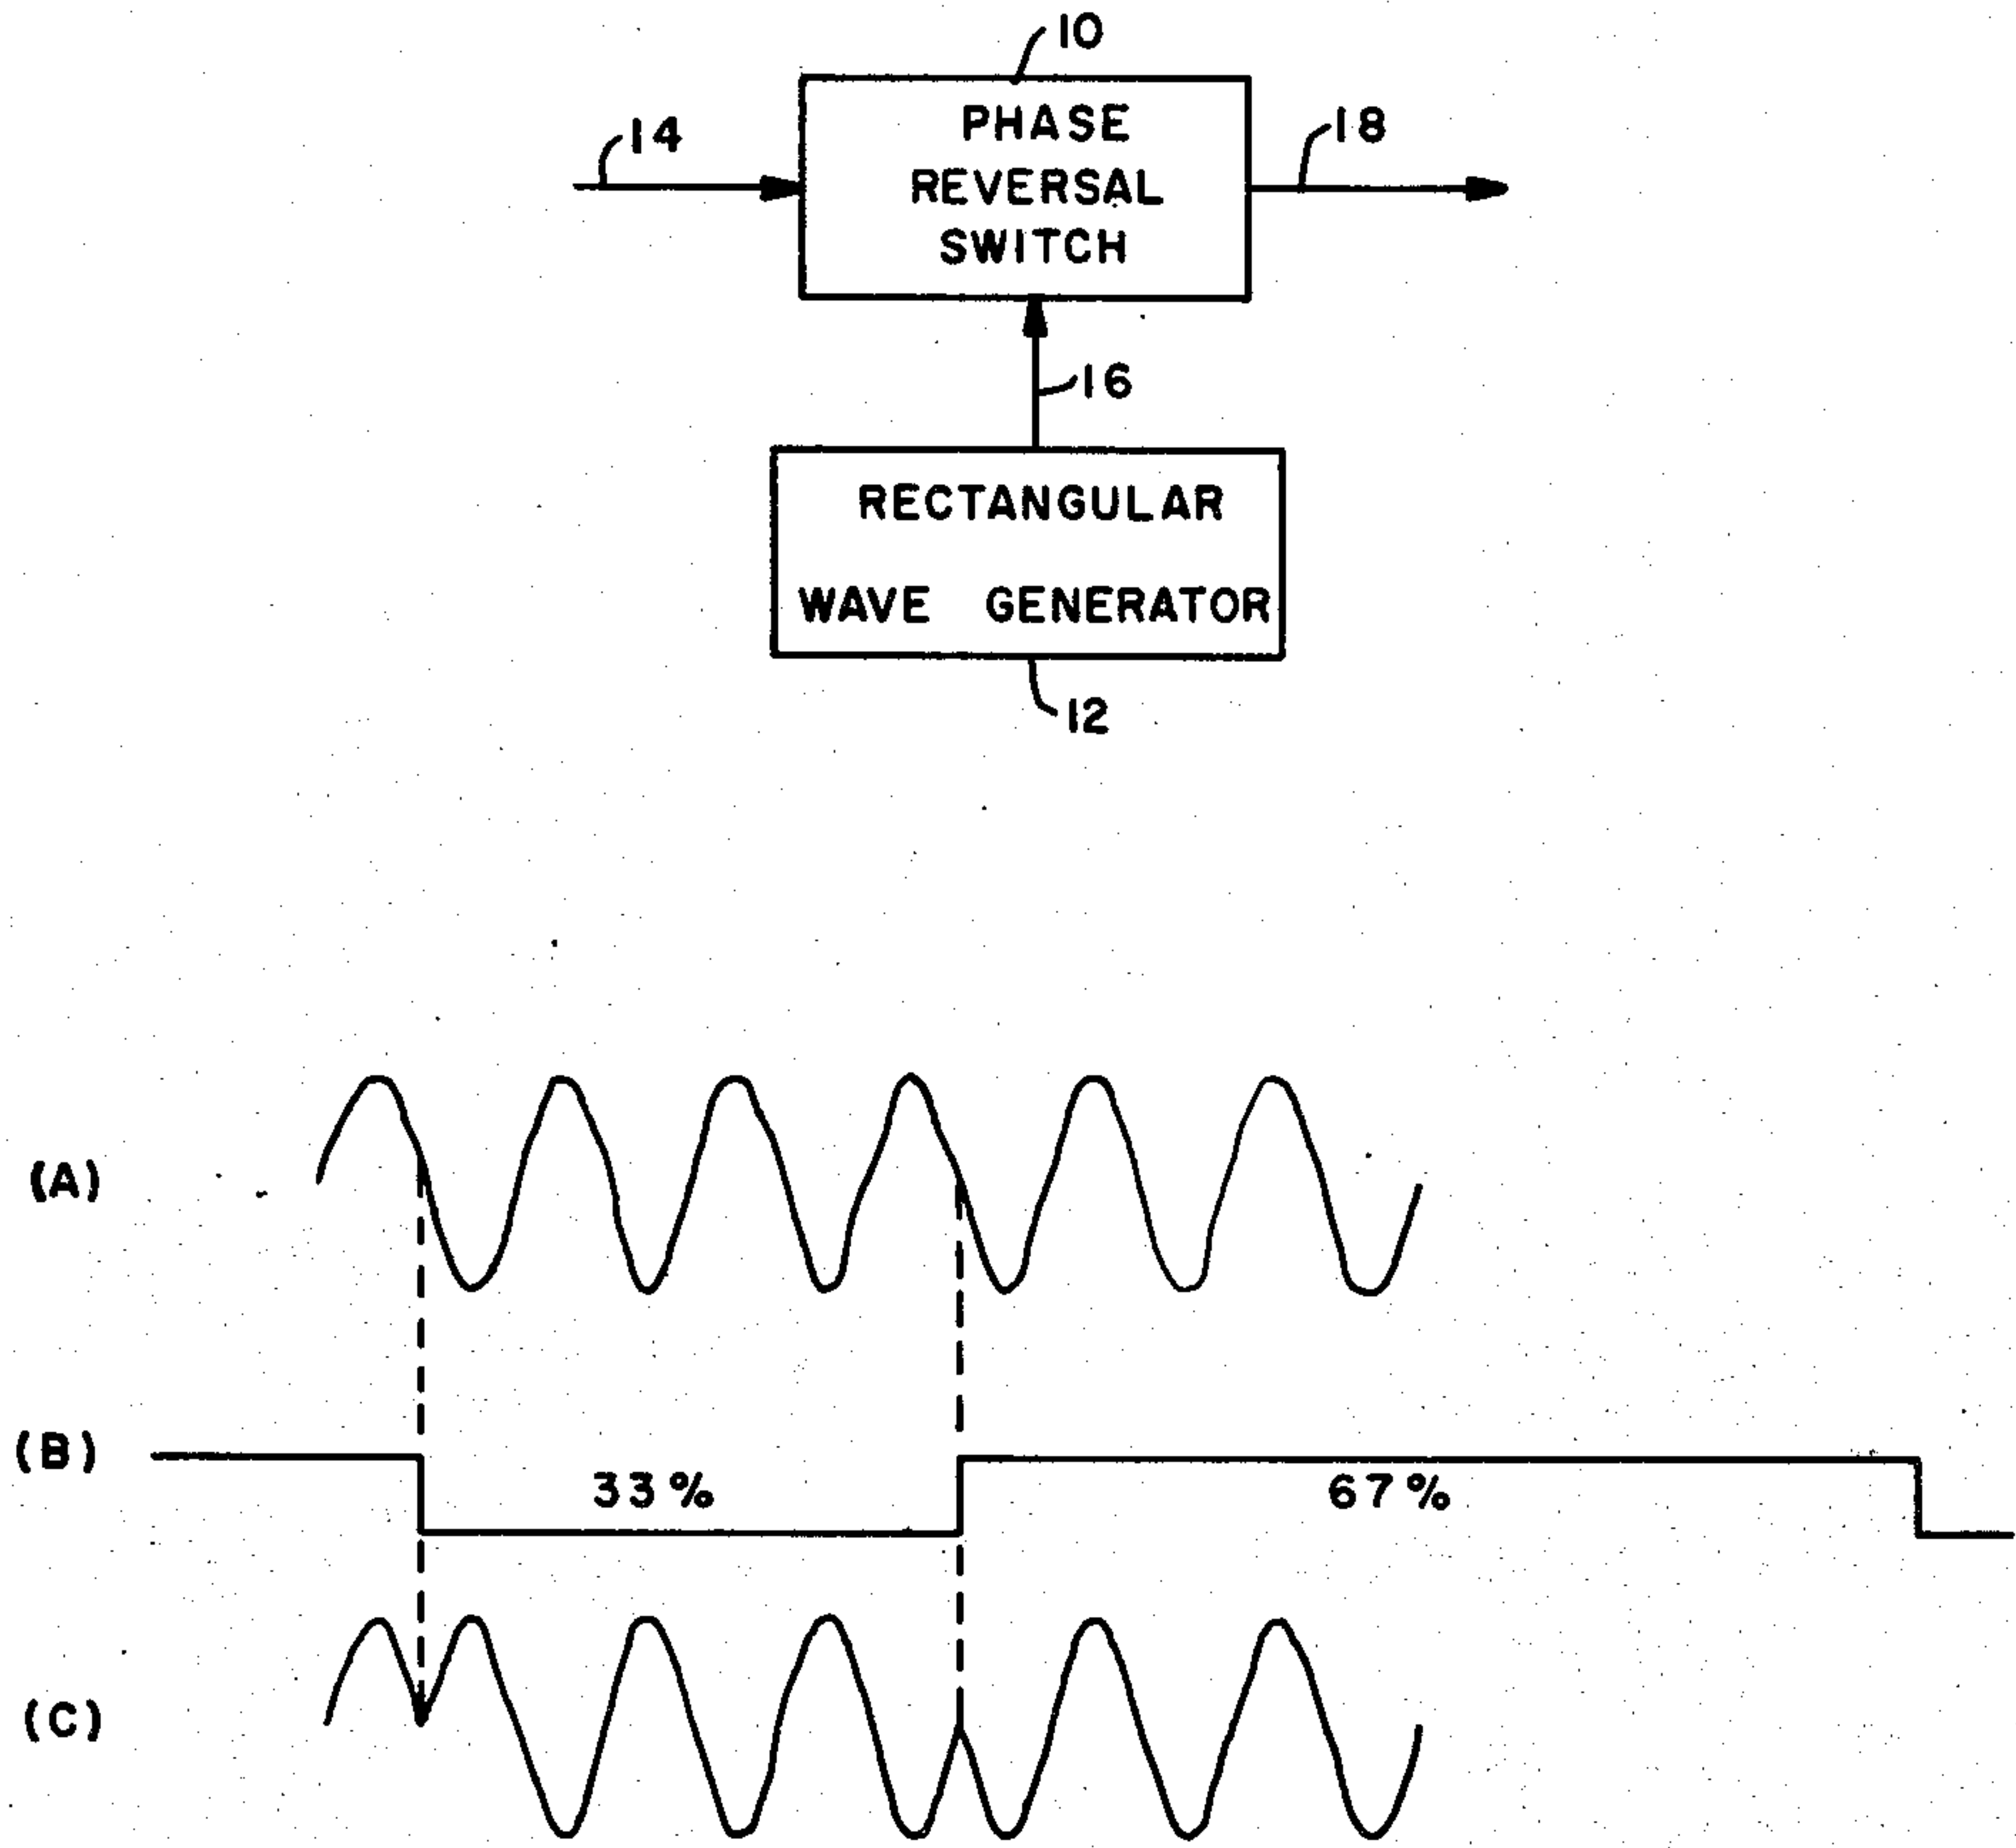 10
PHASE
REVERSAL
SWITCH
14
18
16
RECTANGULAR
WAVE GENERATOR
12
(A)
(B)
33%
67%
(C)